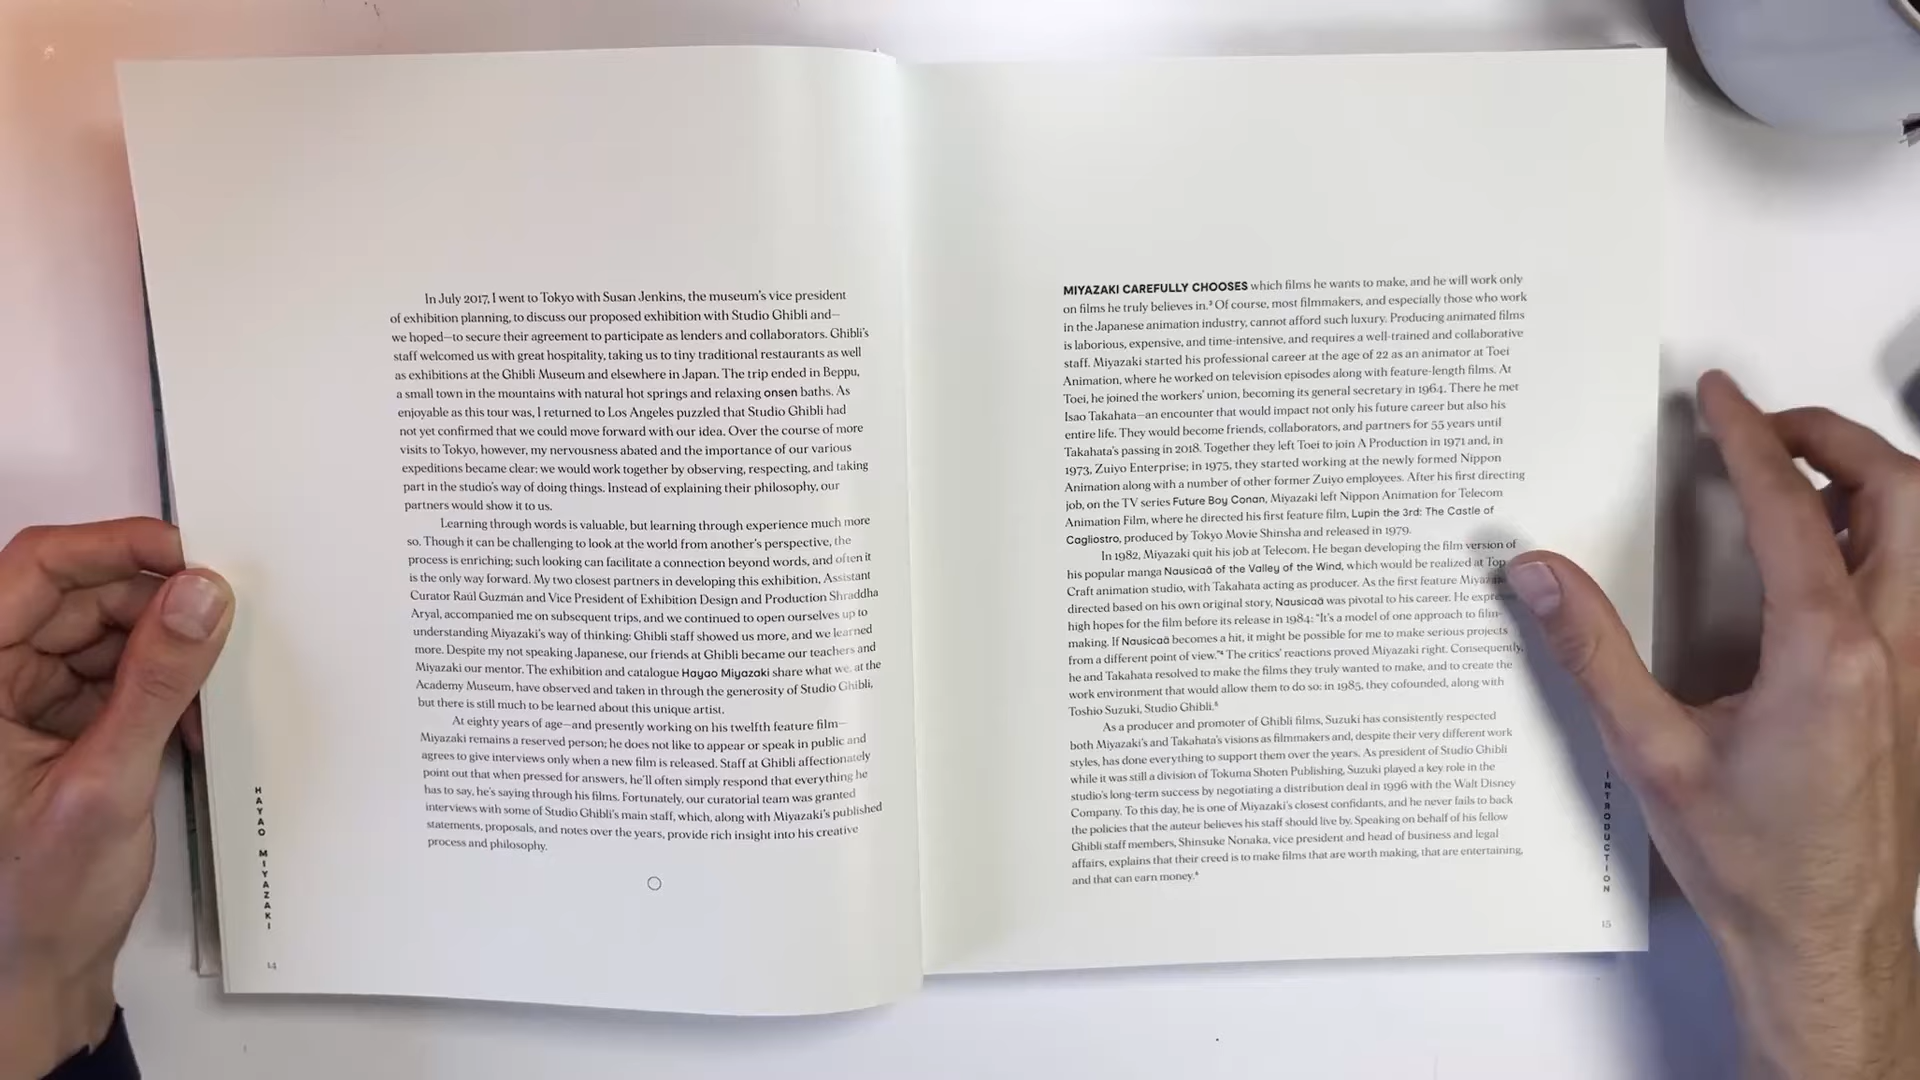 In July 2017, I went to Tokyo with Susan Jenkins, the museum's vice president
of exhibition planning, to discuss our proposed exhibition with Studio Ghibli and—
we hoped—to secure their agreement to participate as lenders and collaborators. Ghibli's
staff welcomed us with great hospitality, taking us to tiny traditional restaurants as well
as exhibitions at the Ghibli Museum and elsewhere in Japan. The trip ended in Beppu,
a small town in the mountains with natural hot springs and relaxing onsen baths. As
enjoyable as this tour was, I returned to Los Angeles puzzled that Studio Ghibli had
not yet confirmed that we could move forward with our idea. Over the course of more
visits to Tokyo, however, my nervousness abated and the importance of our various
expeditions became clear: we would work together by observing, respecting, and taking
part in the studio's way of doing things. Instead of explaining their philosophy, our
partners would show it to us.
Learning through words is valuable, but learning through experience much more
so. Though it can be challenging to look at the world from another's perspective, the
process is enriching; such looking can facilitate a connection beyond words, and often it
is the only way forward. My two closest partners in developing this exhibition, Assistant
Curator Raúl Guzmán and Vice President of Exhibition Design and Production Shraddha
Aryal, accompanied me on subsequent trips, and we continued to open ourselves up to
understanding Miyazaki's way of thinking; Ghibli staff showed us more, and we learned
more. Despite my not speaking Japanese, our friends at Ghibli became our teachers and
Miyazaki our mentor. The exhibition and catalogue Hayao Miyazaki share what we, at the
Academy Museum, have observed and taken in through the generosity of Studio Ghibli,
but there is still much to be learned about this unique artist.
At eighty years of age—and presently working on his twelfth feature film—
Miyazaki remains a reserved person; he does not like to appear or speak in public and
agrees to give interviews only when a new film is released. Staff at Ghibli affectionately
point out that when pressed for answers, he'll often simply respond that everything he
has to say, he's saying through his films. Fortunately, our curatorial team was granted
interviews with some of Studio Ghibli's main staff, which, along with Miyazaki's published
statements, proposals, and notes over the years, provide rich insight into his creative
process and philosophy.
HAYAO MIYAZAKI
14
MIYAZAKI CAREFULLY CHOOSES which films he wants to make, and he will work only
on films he truly believes in.³ Of course, most filmmakers, and especially those who work
in the Japanese animation industry, cannot afford such luxury. Producing animated films
is laborious, expensive, and time-intensive, and requires a well-trained and collaborative
staff. Miyazaki started his professional career at the age of 22 as an animator at Toei
Animation, where he worked on television episodes along with feature-length films. At
Toei, he joined the workers' union, becoming its general secretary in 1964. There he met
Isao Takahata—an encounter that would impact not only his future career but also his
entire life. They would become friends, collaborators, and partners for 55 years until
Takahata's passing in 2018. Together they left Toei to join A Production in 1971 and, in
1973, Zuiyo Enterprise; in 1975, they started working at the newly formed Nippon
Animation along with a number of other former Zuiyo employees. After his first directing
job, on the TV series Future Boy Conan, Miyazaki left Nippon Animation for Telecom
Animation Film, where he directed his first feature film, Lupin the 3rd: The Castle of
Cagliostro, produced by Tokyo Movie Shinsha and released in 1979.
In 1982, Miyazaki quit his job at Telecom. He began developing the film version of
his popular manga Nausicaä of the Valley of the Wind, which would be realized at Top
Craft animation studio, with Takahata acting as producer. As the first feature
directed based on his own original story, Nausicaä was pivotal to his career. He
high hopes for the film before its release in 1984: "It's a model of one approach to film-
making. If Nausicaä becomes a hit, it might be possible for me to make serious projects
from a different point of view."⁴ The critics' reactions proved Miyazaki right. Consequently,
he and Takahata resolved to make the films they truly wanted to make, and to create the
work environment that would allow them to do so: in 1985, they cofounded, along with
Toshio Suzuki, Studio Ghibli.⁵
As a producer and promoter of Ghibli films, Suzuki has consistently respected
both Miyazaki's and Takahata's visions as filmmakers and, despite their very different work
styles, has done everything to support them over the years. As president of Studio Ghibli
while it was still a division of Tokuma Shoten Publishing, Suzuki played a key role in the
studio's long-term success by negotiating a distribution deal in 1996 with the Walt Disney
Company. To this day, he is one of Miyazaki's closest confidants, and he never fails to back
the policies that the auteur believes his staff should live by. Speaking on behalf of his fellow
Ghibli staff members, Shinsuke Nonaka, vice president and head of business and legal
affairs, explains that their creed is to make films that are worth making, that are entertaining,
and that can earn money.⁶
INTRODUCTION
15